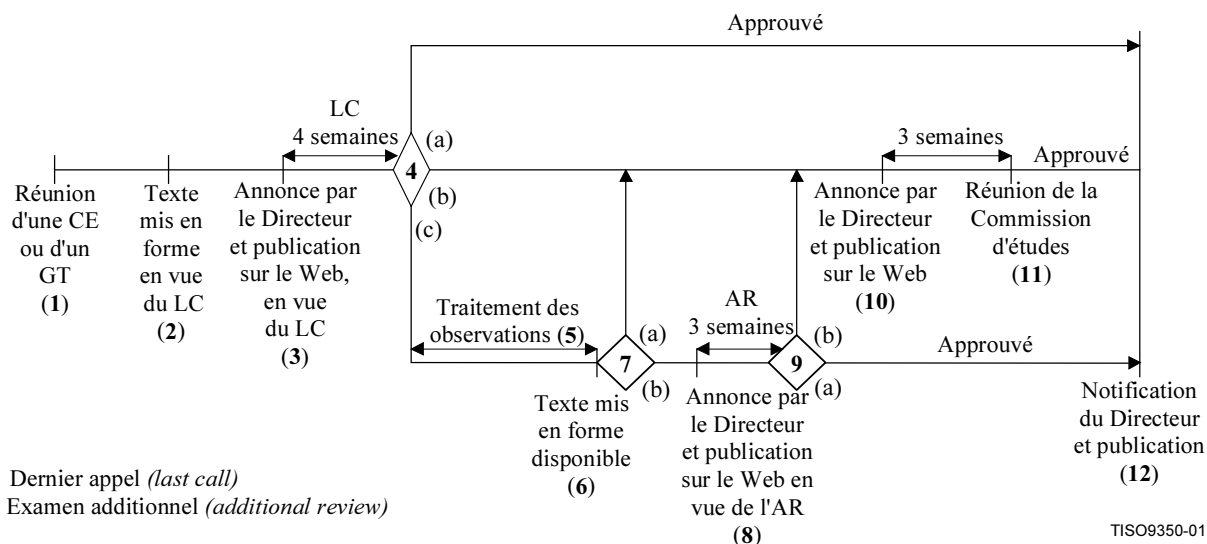 Approuvé
LC
4 semaines
(a)
4
(b)
(c)
3 semaines
Approuvé
Réunion
d'une CE
ou d'un
GT
(1)
Texte
mis en
forme
en vue
du LC
(2)
Annonce par
le Directeur
et publication
sur le Web,
en vue
du LC
(3)
Annonce par
le Directeur
et publication
sur le Web
(10)
Réunion de la
Commission
d'études
(11)
Traitement des
observations (5)
(a)
7
(b)
AR
3 semaines
(b)
9
(a)
Approuvé
Texte mis
en forme
disponible
(6)
Annonce par
le Directeur
et publication
sur le Web en
vue de l'AR
(8)
Notification
du Directeur
et publication
(12)
Dernier appel (last call)
Examen additionnel (additional review)
TISO9350-01